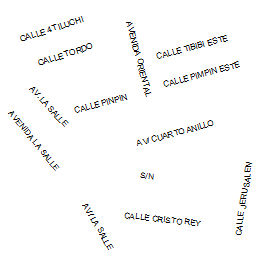 CALLE 4 TILUCHI
CALLE TORDO
AVENIDA ORIENTAL
CALLE TIBIBI ESTE
CALLE PIMPIN ESTE
AV/LA SALLE
CALLE PINPIN
AVENIDA LA SALLE
AV/CUARTO ANILLO
S/N
CALLE JERUSALEN
AV/LA SALLE
CALLE CRISTO REY